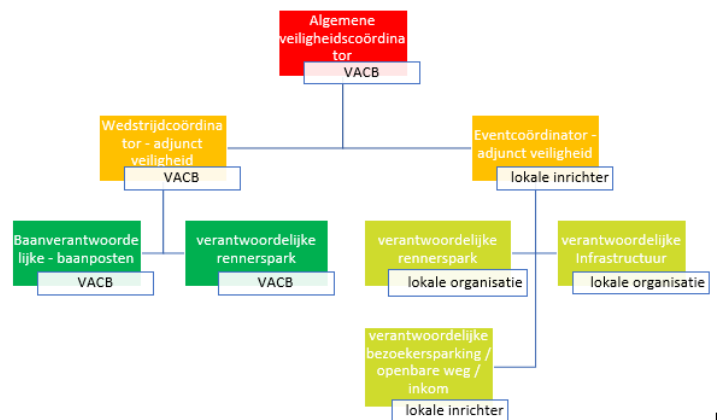 Algemene
veiligheidscoördina
tor
VACB
Wedstrijdcoördina
tor - adjunct
veiligheid
VACB
Eventcoördinator -
adjunct veiligheid
lokale inrichter
Baanverantwoorde
lijke - baanposten
VACB
verantwoordelijke
rennerspark
VACB
verantwoordelijke
rennerspark
lokale organisatie
verantwoordelijke
Infrastructuur
lokale organisatie
verantwoordelijke
bezoekersparking /
openbare weg /
inkom
lokale inrichter